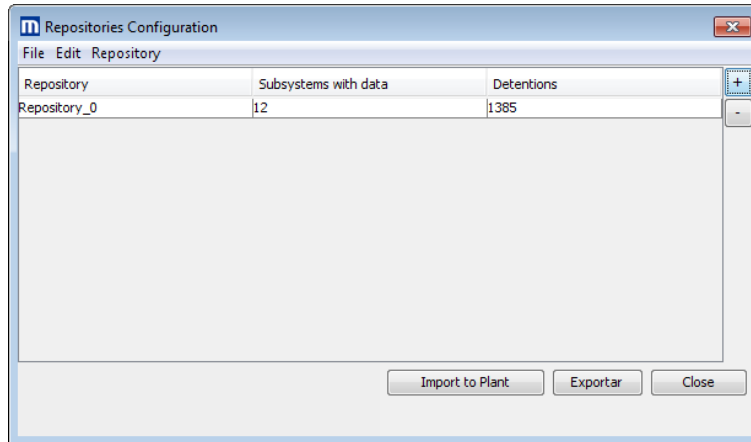 m Repositories Configuration
File Edit Repository
Repository Subsystems with data Detentions +
Repository_0 12 1385 -
Import to Plant Exportar Close